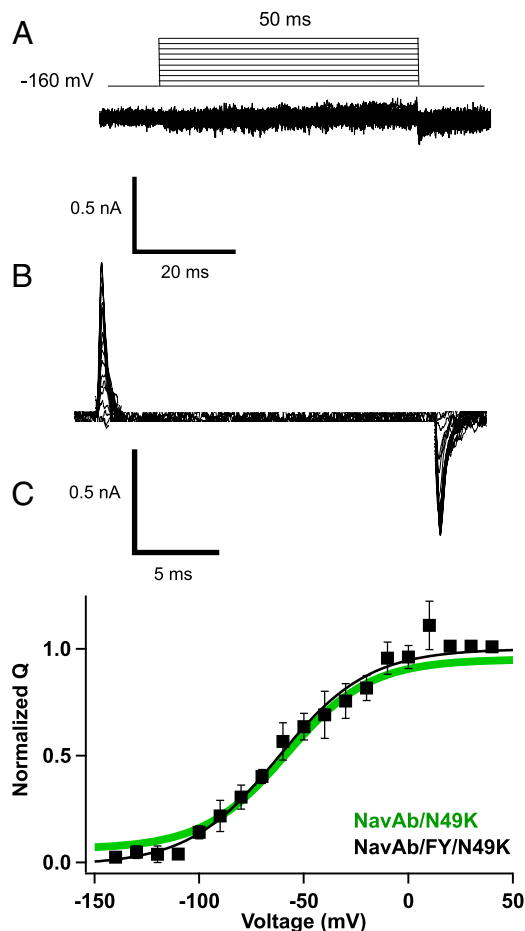 A
50 ms
-160 mV
0.5 nA
20 ms
B
0.5 nA
5 ms
C
Normalized Q
1.0
0.5
0.0
NavAb/N49K
NavAb/FY/N49K
-150
-100
-50
0
50
Voltage (mV)